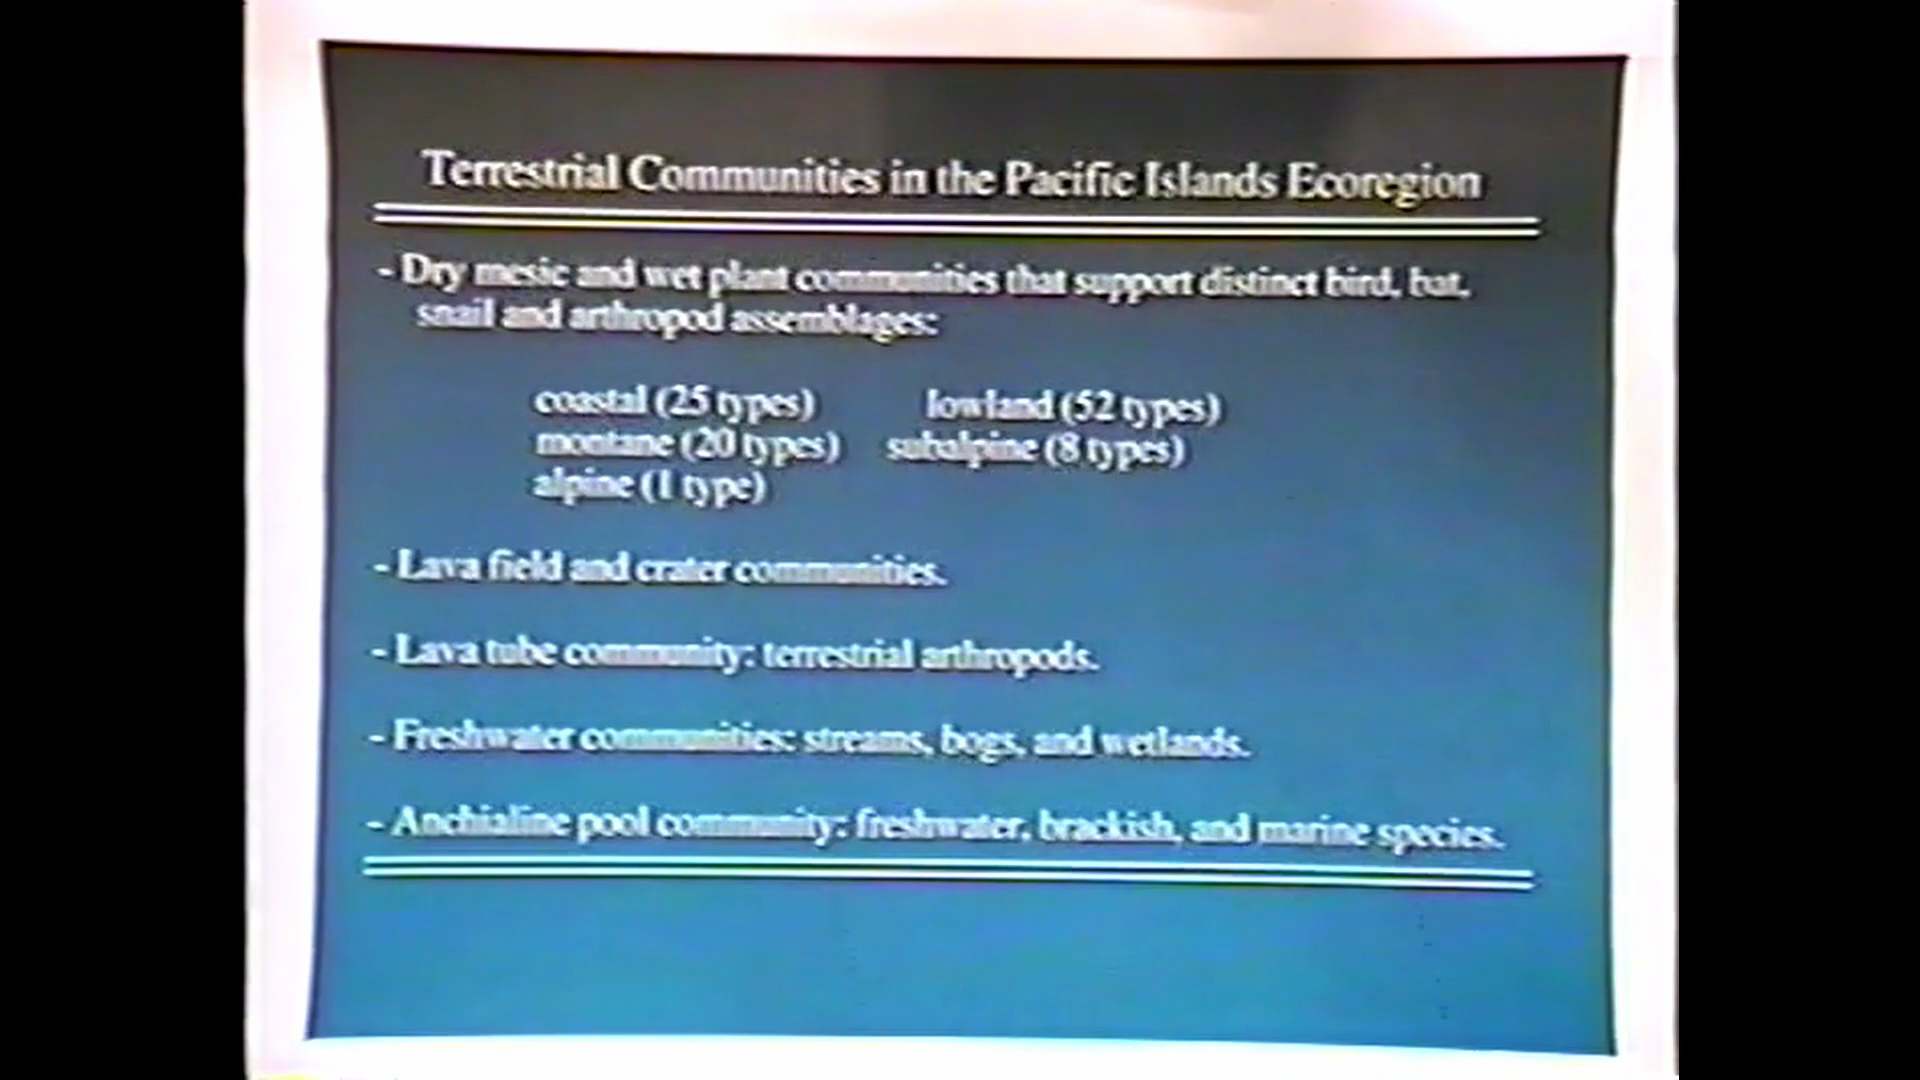 Terrestrial Communities in the Pacific Islands Ecoregion
- Dry mesic and wet plant communities that support distinct bird, bat,
snail and arthropod assemblages:
coastal (25 types) lowland (52 types)
montane (20 types) subalpine (8 types)
alpine (1 type)
- Lava field and crater communities.
- Lava tube community: terrestrial arthropods.
- Freshwater communities: streams, bogs, and wetlands.
- Anchialine pool community: freshwater, brackish, and marine species.